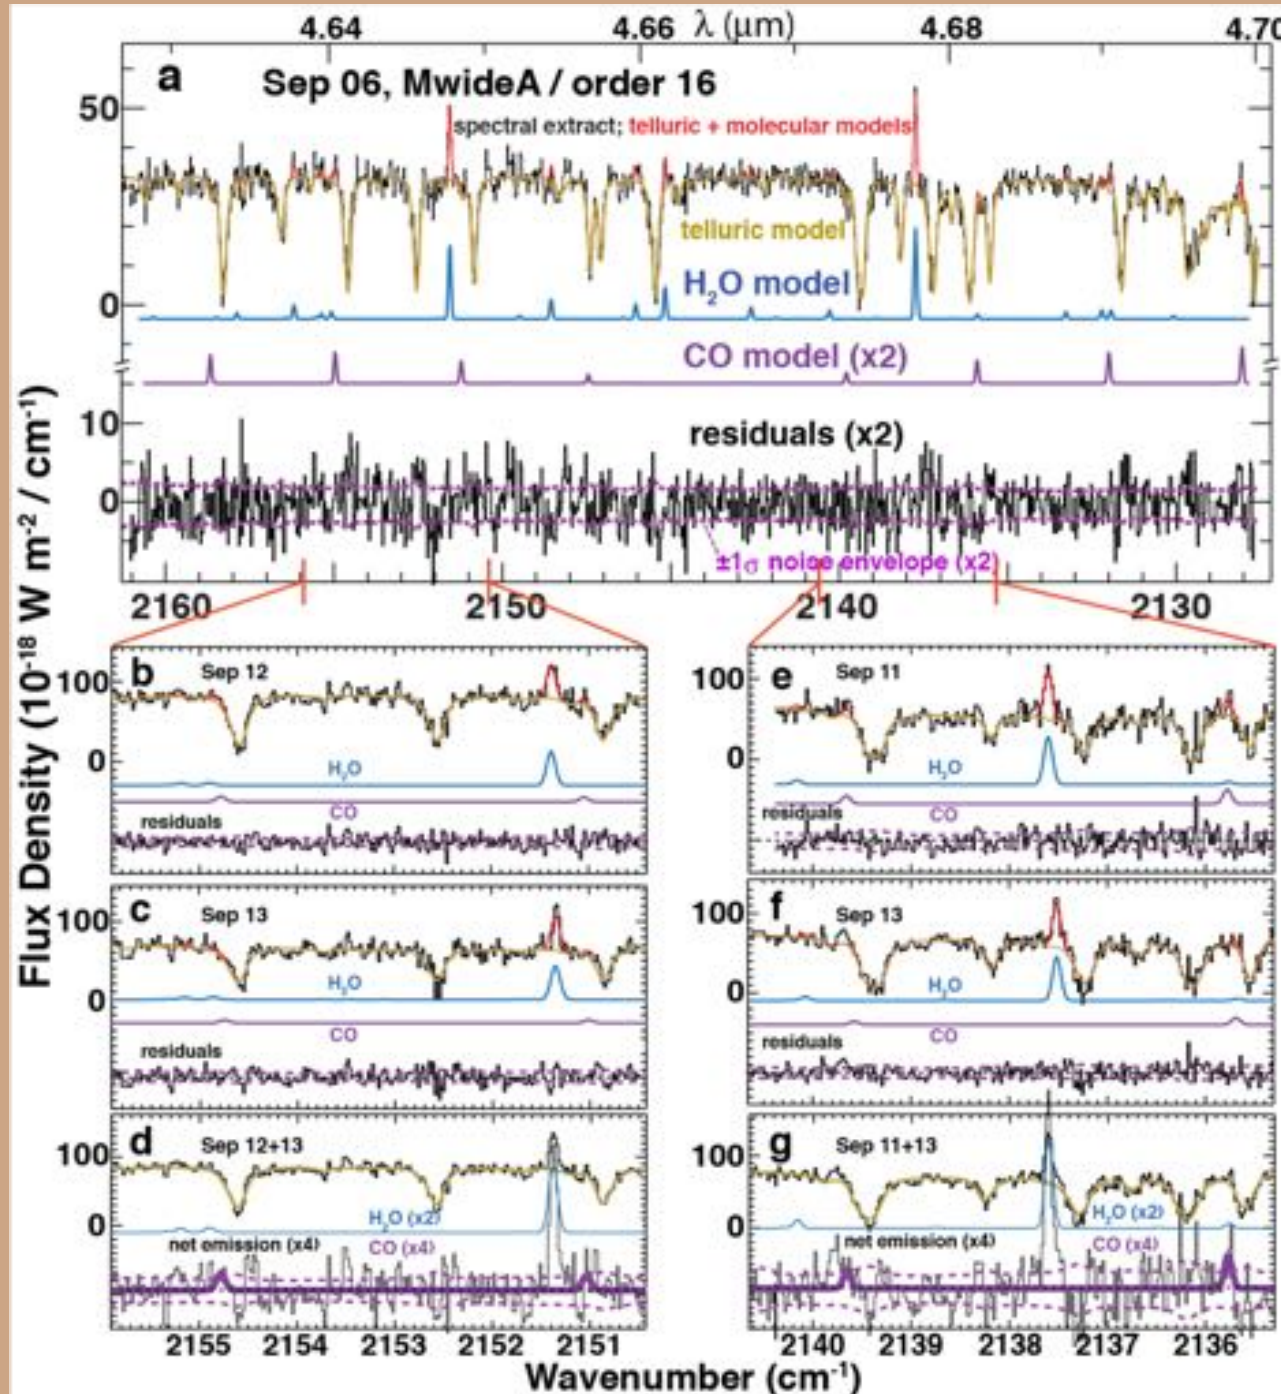 4.64 4.66 λ (μm) 4.68 4.70
a Sep 06, MwideA / order 16
50
spectral extract; telluric + molecular models
telluric model
H₂O model
0
CO model (x2)
10
residuals (x2)
0
±1σ noise envelope (x2)
2160 2150 2140 2130
Flux Density (10⁻¹⁸ W m⁻² / cm⁻¹)
b Sep 12
100
0
H₂O
CO
residuals
c Sep 13
100
0
H₂O
CO
residuals
d Sep 12+13
100
0
H₂O (x2)
net emission (x4) CO (x4)
2155 2154 2153 2152 2151
e Sep 11
100
0
H₂O
CO
residuals
f Sep 13
100
0
H₂O
CO
residuals
g Sep 11+13
100
0
H₂O (x2)
net emission (x4) CO (x4)
2140 2139 2138 2137 2136
Wavenumber (cm⁻¹)